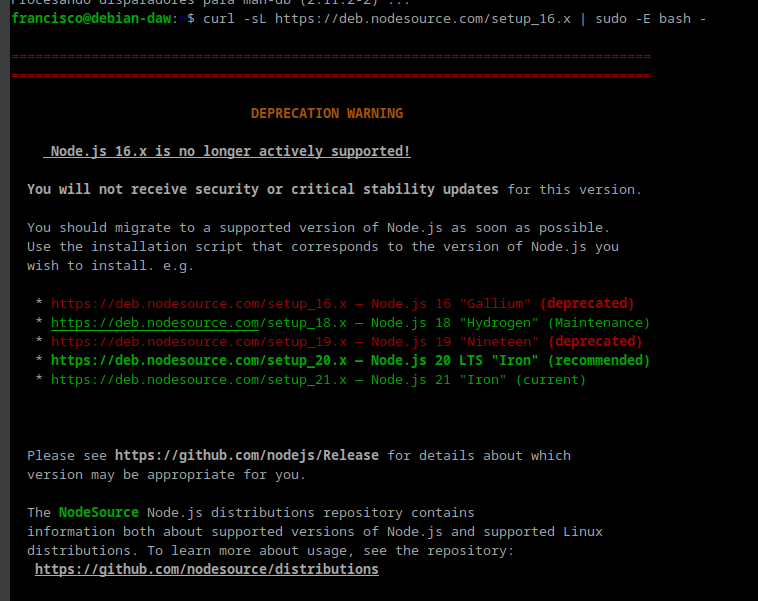 Procesando disparadores para man-db (2.11.2-2) ...
francisco@debian-daw:~$ curl -sL https://deb.nodesource.com/setup_16.x | sudo -E bash -
================================================================================
================================================================================
DEPRECATION WARNING
Node.js 16.x is no longer actively supported!
You will not receive security or critical stability updates for this version.
You should migrate to a supported version of Node.js as soon as possible.
Use the installation script that corresponds to the version of Node.js you
wish to install. e.g.
* https://deb.nodesource.com/setup_16.x — Node.js 16 "Gallium" (deprecated)
* https://deb.nodesource.com/setup_18.x — Node.js 18 "Hydrogen" (Maintenance)
* https://deb.nodesource.com/setup_19.x — Node.js 19 "Nineteen" (deprecated)
* https://deb.nodesource.com/setup_20.x — Node.js 20 LTS "Iron" (recommended)
* https://deb.nodesource.com/setup_21.x — Node.js 21 "Iron" (current)
Please see https://github.com/nodejs/Release for details about which
version may be appropriate for you.
The NodeSource Node.js distributions repository contains
information both about supported versions of Node.js and supported Linux
distributions. To learn more about usage, see the repository:
https://github.com/nodesource/distributions